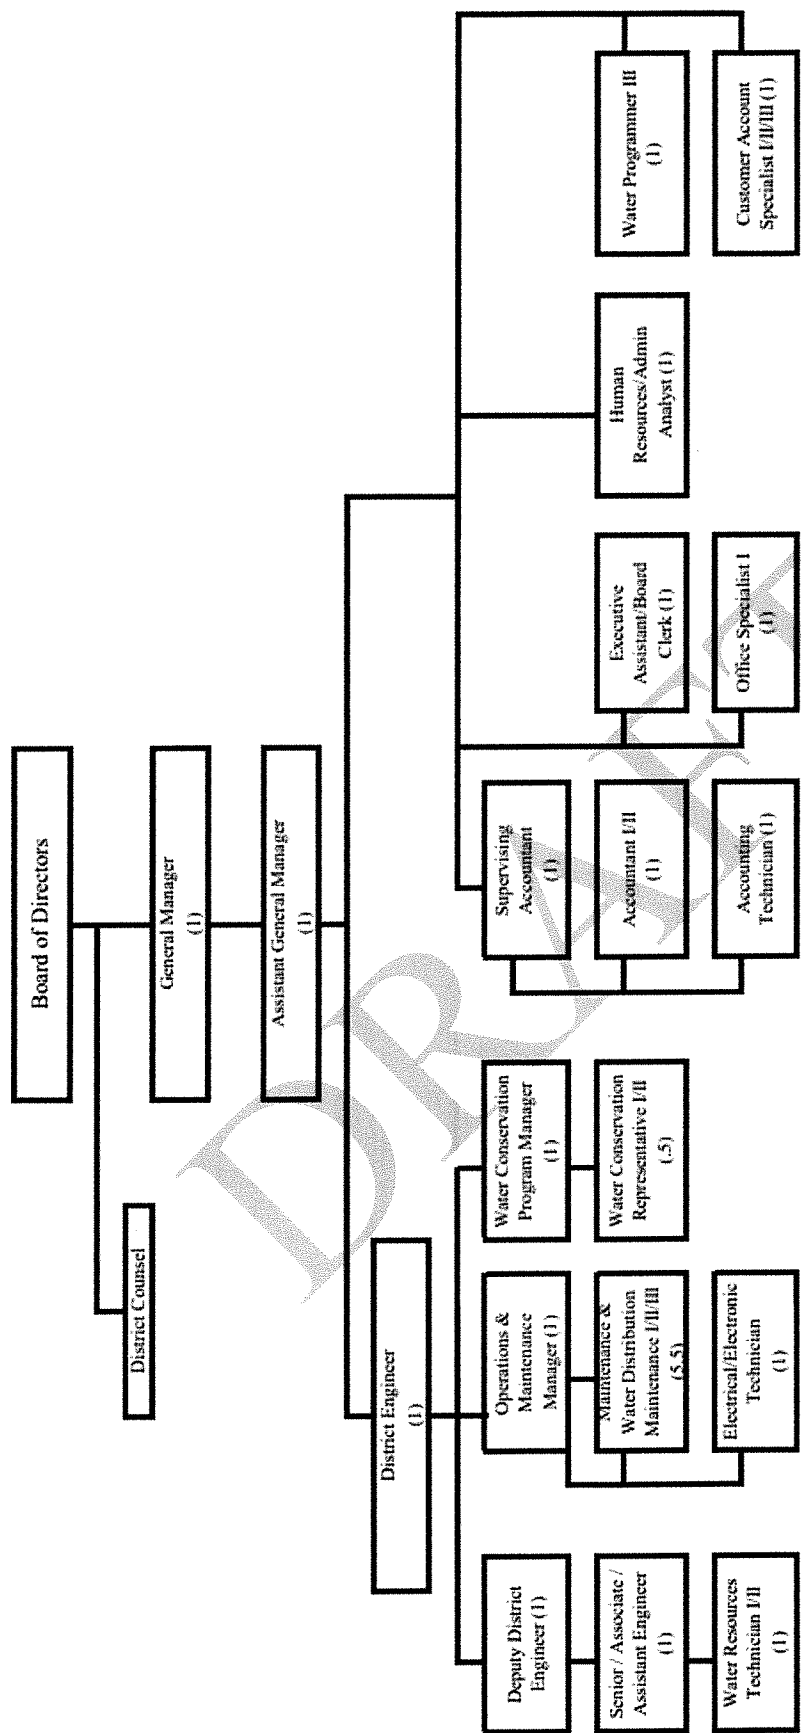 Board of Directors
District Counsel
General Manager
(1)
Assistant General Manager
(1)
District Engineer
(1)
Deputy District
Engineer (1)
Senior / Associate /
Assistant Engineer
(1)
Water Resources
Technician I/II
(1)
Operations &
Maintenance
Manager (1)
Maintenance &
Water Distribution
Maintenance I/II/III
(5.5)
Electrical/Electronic
Technician
(1)
Water Conservation
Program Manager
(1)
Water Conservation
Representative I/II
(.5)
Supervising
Accountant
(1)
Accountant I/II
(1)
Accounting
Technician (1)
Executive
Assistant/Board
Clerk (1)
Office Specialist I
(1)
Human
Resources/Admin
Analyst (1)
Water Programmer III
(1)
Customer Account
Specialist I/II/III (1)
DRAFT